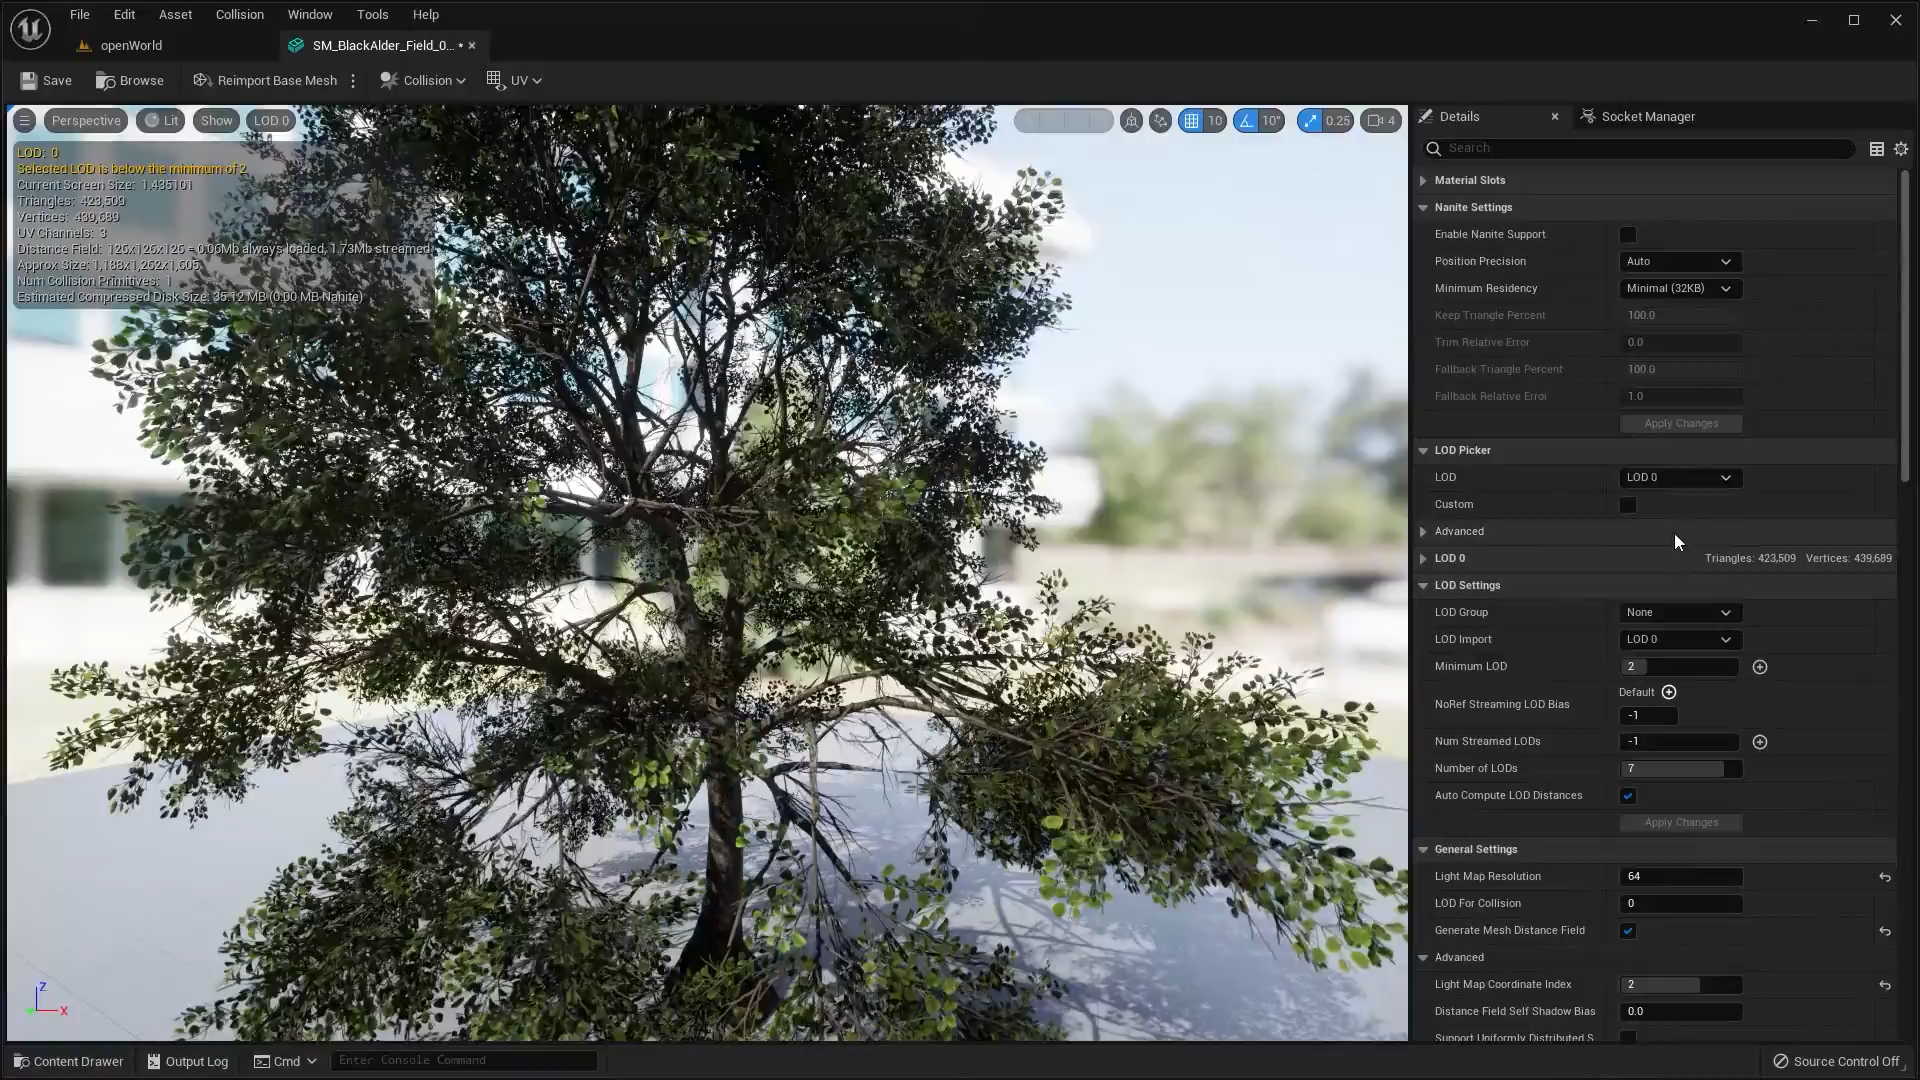 File Edit Asset Collision Window Tools Help
openWorld SM_BlackAlder_Field_0... *
Save Browse Reimport Base Mesh Collision UV
Perspective Lit Show LOD 0 10 10° 0.25 4
LOD: 0
Selected LOD is below the minimum of 2
Current Screen Size: 1.435101
Triangles: 423,509
Vertices: 439,689
UV Channels: 3
Distance Field: 126x126x126 = 0.06Mb always loaded, 1.73Mb streamed
Approx Size: 1,188x1,262x1,605
Num Collision Primitives: 1
Estimated Compressed Disk Size: 35.12 MB (0.00 MB Nanite)
Z
X
Details Socket Manager
Search
Material Slots
Nanite Settings
Enable Nanite Support
Position Precision Auto
Minimum Residency Minimal (32KB)
Keep Triangle Percent 100.0
Trim Relative Error 0.0
Fallback Triangle Percent 100.0
Fallback Relative Error 1.0
Apply Changes
LOD Picker
LOD LOD 0
Custom
Advanced
LOD 0 Triangles: 423,509 Vertices: 439,689
LOD Settings
LOD Group None
LOD Import LOD 0
Minimum LOD 2
Default
NoRef Streaming LOD Bias
-1
Num Streamed LODs -1
Number of LODs 7
Auto Compute LOD Distances
Apply Changes
General Settings
Light Map Resolution 64
LOD For Collision 0
Generate Mesh Distance Field
Advanced
Light Map Coordinate Index 2
Distance Field Self Shadow Bias 0.0
Support Uniformly Distributed S
Content Drawer Output Log Cmd Enter Console Command Source Control Off